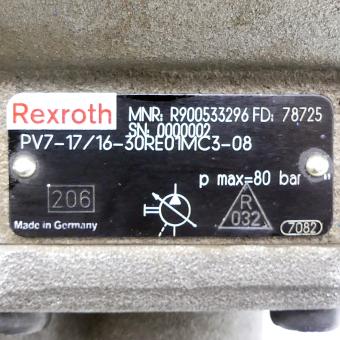 Rexroth MNR: R900533296 FD: 78725
SN: 0000002
PV7-17/16-30RE01MC3-08
p max=80 bar
206
R
032
Made in Germany
7082